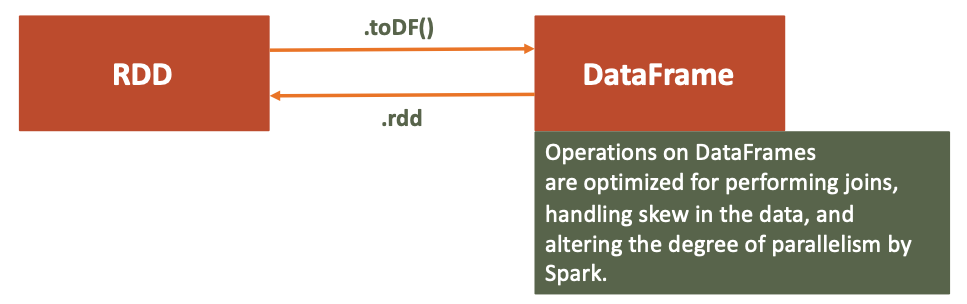 .toDF()
RDD
DataFrame
.rdd
Operations on DataFrames
are optimized for performing joins,
handling skew in the data, and
altering the degree of parallelism by
Spark.